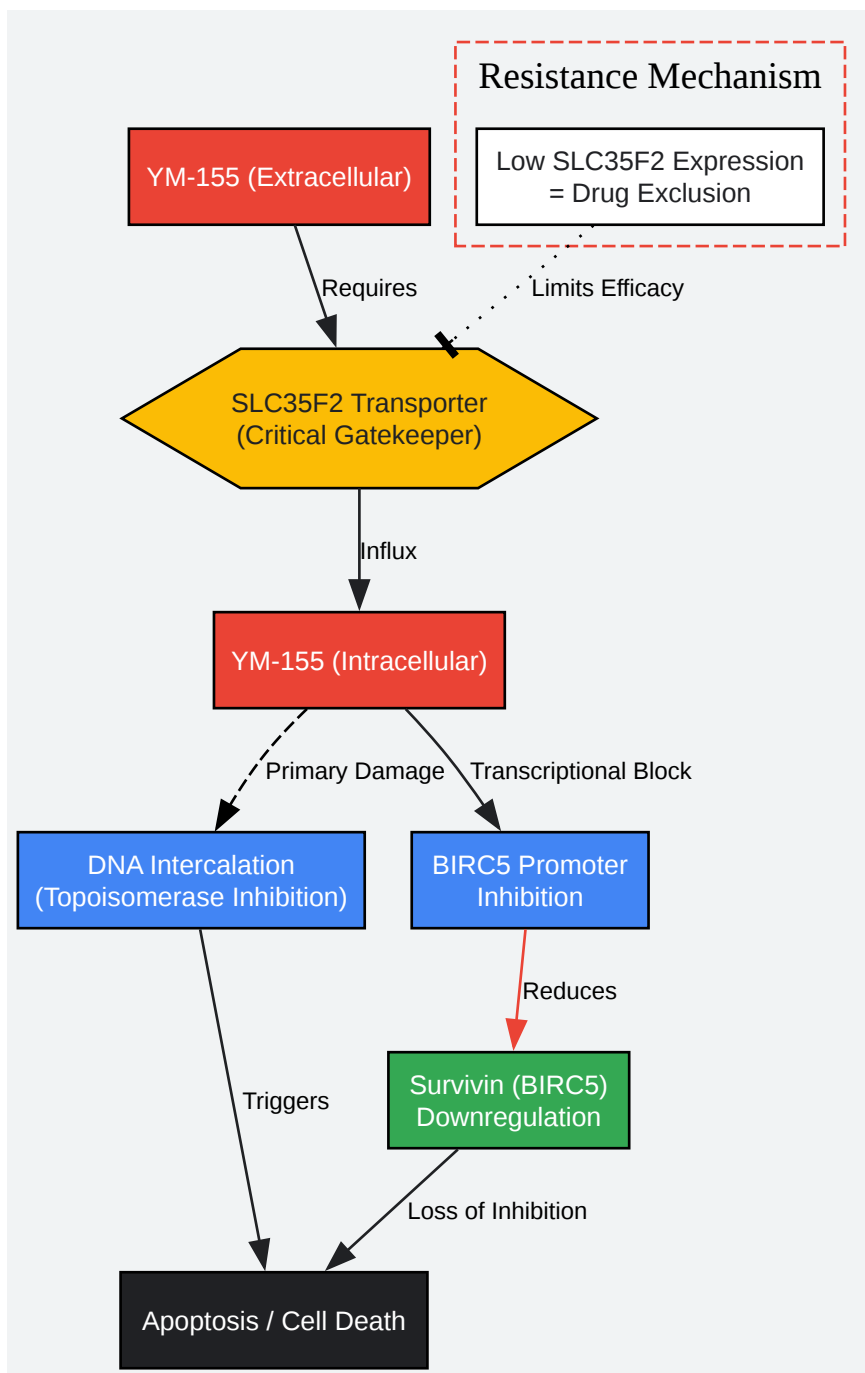 Resistance Mechanism
YM-155 (Extracellular)
Low SLC35F2 Expression
= Drug Exclusion
Requires
Limits Efficacy
SLC35F2 Transporter
(Critical Gatekeeper)
Influx
YM-155 (Intracellular)
Primary Damage
Transcriptional Block
DNA Intercalation
(Topoisomerase Inhibition)
BIRC5 Promoter
Inhibition
Reduces
Survivin (BIRC5)
Downregulation
Triggers
Loss of Inhibition
Apoptosis / Cell Death